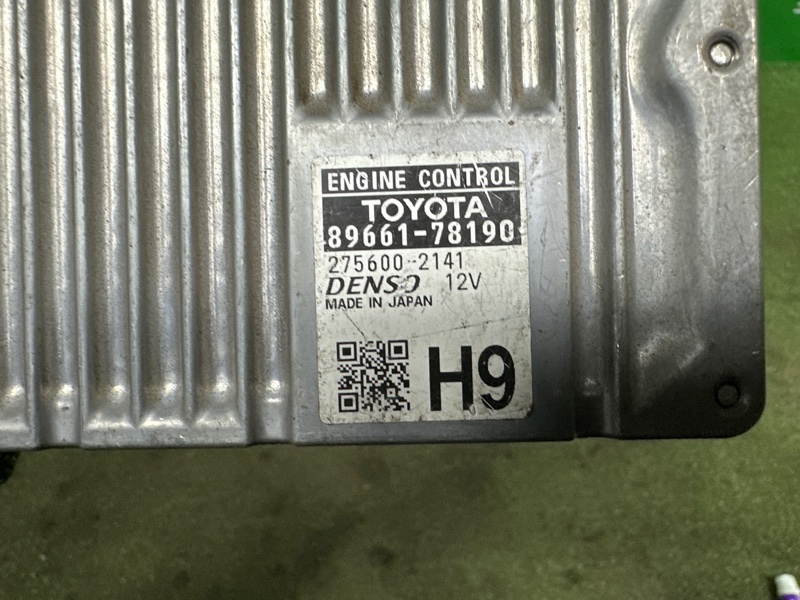 ENGINE CONTROL
TOYOTA
89661-78190
275600-2141
DENSO 12V
MADE IN JAPAN
H9